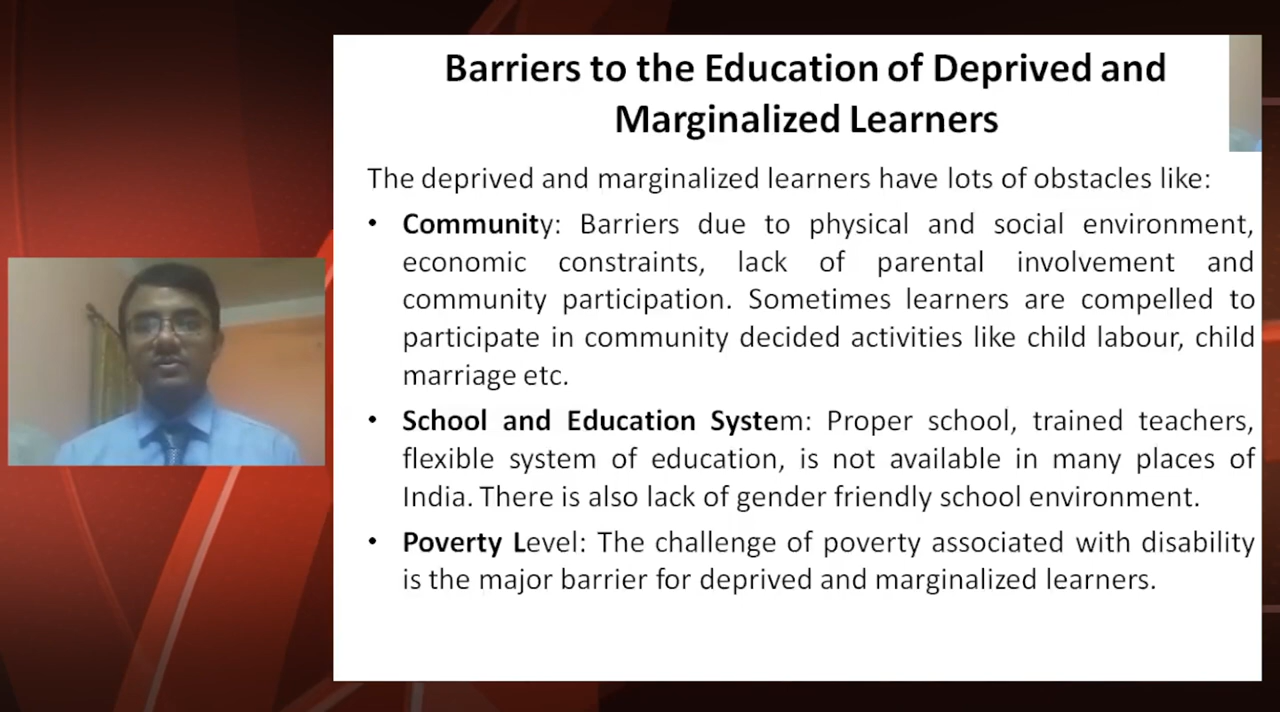 Barriers to the Education of Deprived and
Marginalized Learners
The deprived and marginalized learners have lots of obstacles like:
• Community: Barriers due to physical and social environment,
economic constraints, lack of parental involvement and
community participation. Sometimes learners are compelled to
participate in community decided activities like child labour, child
marriage etc.
• School and Education System: Proper school, trained teachers,
flexible system of education, is not available in many places of
India. There is also lack of gender friendly school environment.
• Poverty Level: The challenge of poverty associated with disability
is the major barrier for deprived and marginalized learners.